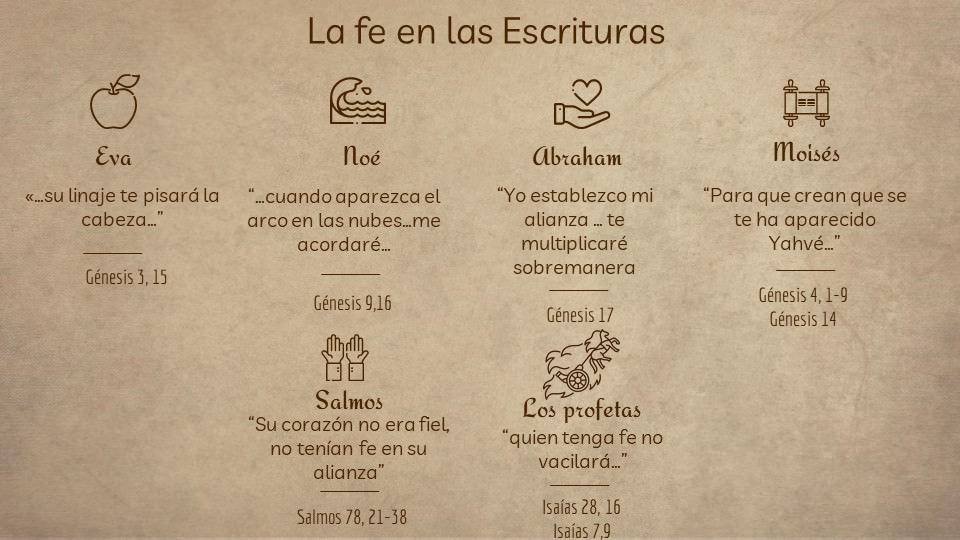 La fe en las Escrituras
Eva
«...su linaje te pisará la
cabeza...”
Génesis 3, 15
Noé
“...cuando aparezca el
arco en las nubes...me
acordaré...
Génesis 9,16
Abraham
“Yo establezco mi
alianza ... te
multiplicaré
sobremanera
Génesis 17
Moisés
“Para que crean que se
te ha aparecido
Yahvé...”
Génesis 4, 1-9
Génesis 14
Salmos
“Su corazón no era fiel,
no tenían fe en su
alianza”
Salmos 78, 21-38
Los profetas
“quien tenga fe no
vacilará...”
Isaías 28, 16
Isaías 7,9